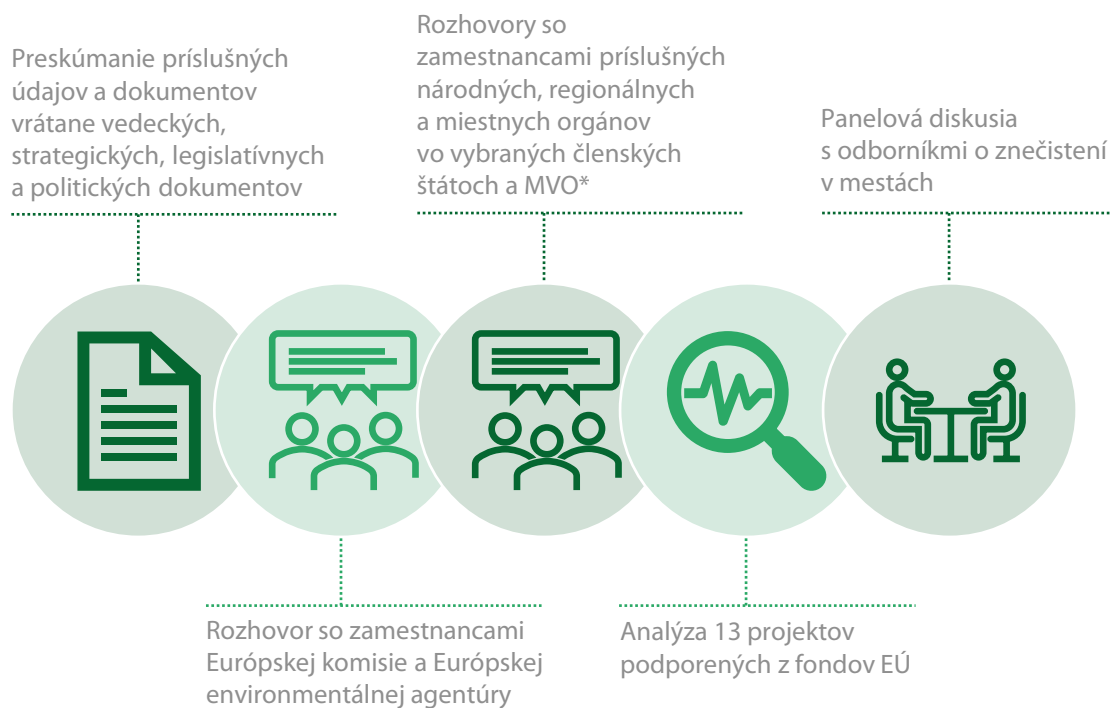 Preskúmanie príslušných
údajov a dokumentov
vrátane vedeckých,
strategických, legislatívnych
a politických dokumentov
Rozhovor so zamestnancami
Európskej komisie a Európskej
environmentálnej agentúry
Rozhovory so
zamestnancami príslušných
národných, regionálnych
a miestnych orgánov
vo vybraných členských
štátoch a MVO*
Analýza 13 projektov
podporených z fondov EÚ
Panelová diskusia
s odborníkmi o znečistení
v mestách